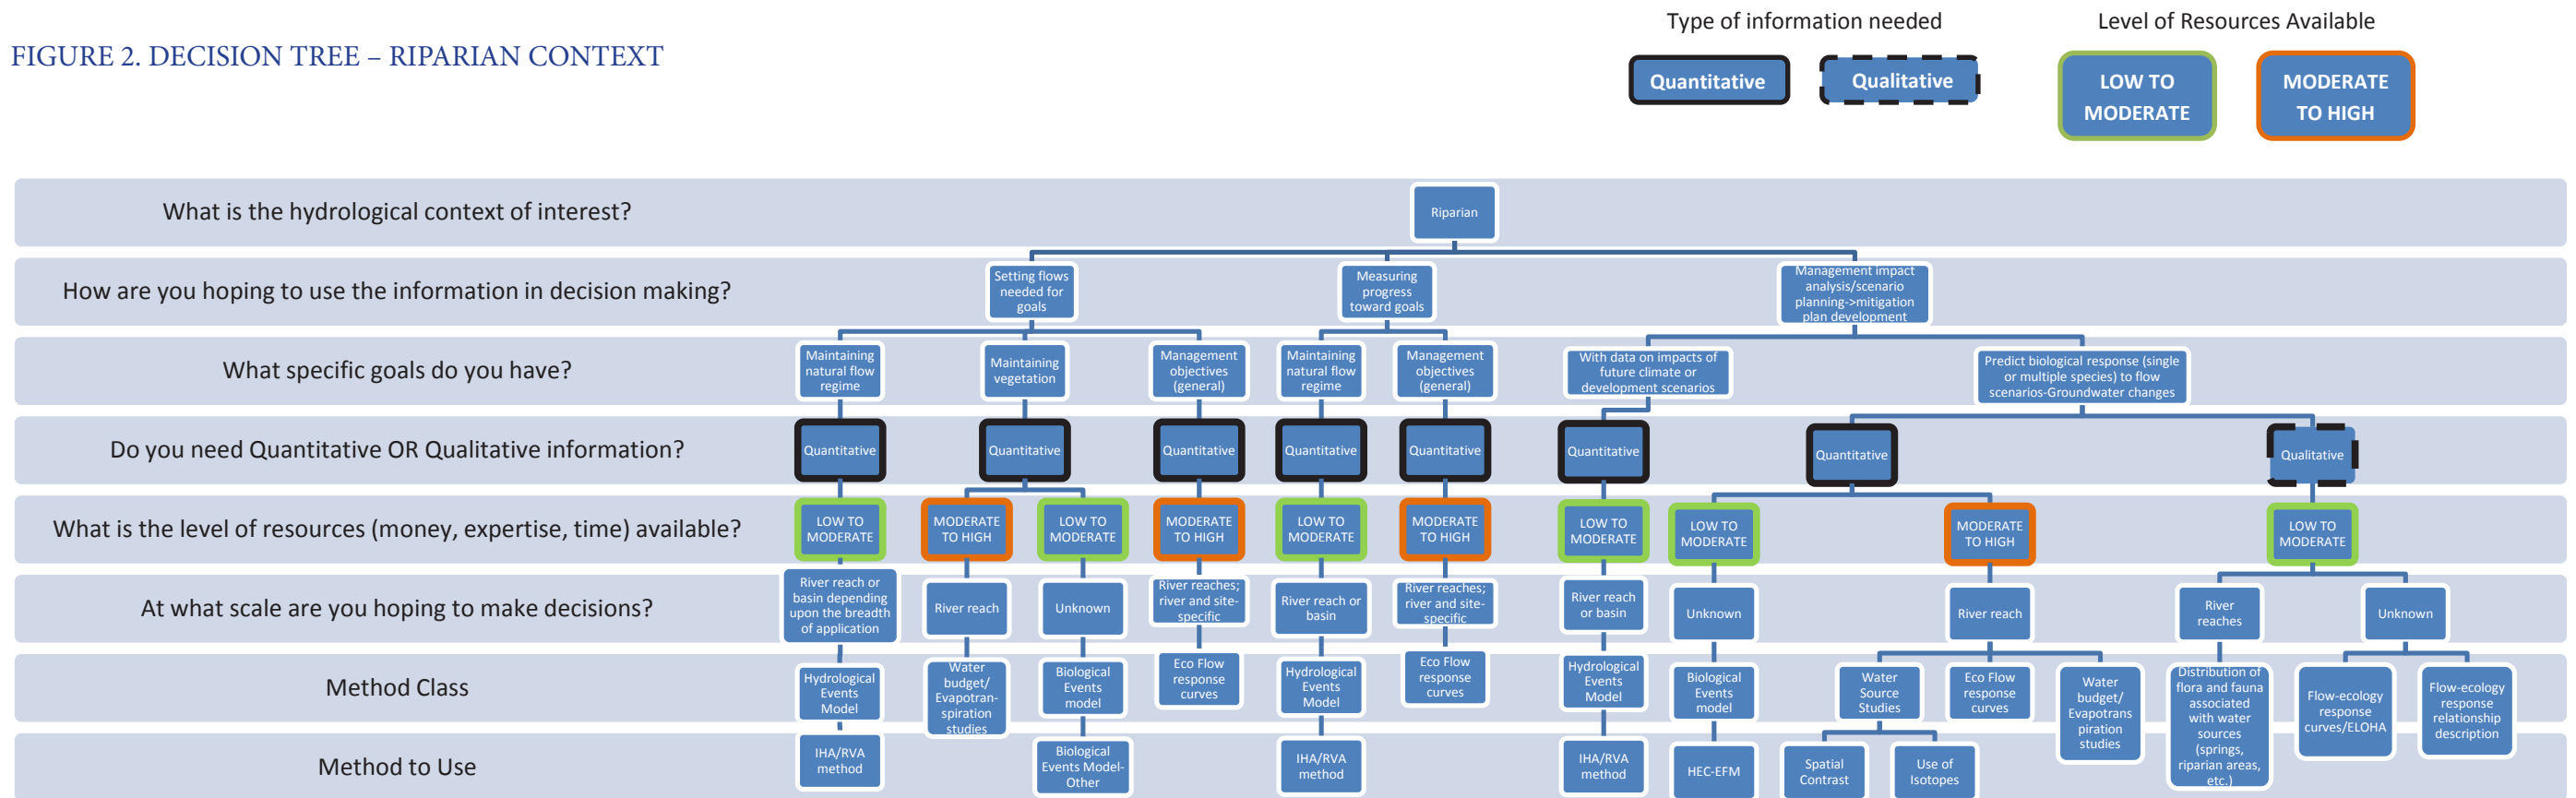 FIGURE 2. DECISION TREE – RIPARIAN CONTEXT
Type of information needed
Level of Resources Available
Quantitative
Qualitative
LOW TO
MODERATE
MODERATE
TO HIGH
What is the hydrological context of interest?
Riparian
How are you hoping to use the information in decision making?
Setting flows
needed for
goals
Measuring
progress
toward goals
Management impact
analysis/scenario
planning->mitigation
plan development
What specific goals do you have?
Maintaining
natural flow
regime
Maintaining
vegetation
Management
objectives
(general)
Maintaining
natural flow
regime
Management
objectives
(general)
With data on impacts of
future climate or
development scenarios
Predict biological response (single
or multiple species) to flow
scenarios-Groundwater changes
Do you need Quantitative OR Qualitative information?
Quantitative
Quantitative
Quantitative
Quantitative
Quantitative
Quantitative
Quantitative
Qualitative
What is the level of resources (money, expertise, time) available?
LOW TO
MODERATE
MODERATE
TO HIGH
LOW TO
MODERATE
MODERATE
TO HIGH
LOW TO
MODERATE
MODERATE
TO HIGH
LOW TO
MODERATE
LOW TO
MODERATE
MODERATE
TO HIGH
LOW TO
MODERATE
At what scale are you hoping to make decisions?
River reach or
basin depending
upon the breadth
of application
River reach
Unknown
River reaches;
river and site-
specific
River reach or
basin
River reaches;
river and site-
specific
River reach
or basin
Unknown
River reach
River
reaches
Unknown
Method Class
Hydrological
Events
Model
Water
budget/
Evapotran-
spiration
studies
Biological
Events
model
Eco Flow
response
curves
Hydrological
Events
Model
Eco Flow
response
curves
Hydrological
Events
Model
Biological
Events
model
Water
Source
Studies
Eco Flow
response
curves
Water
budget/
Evapotrans
piration
studies
Distribution of
flora and fauna
associated
with water
sources
(springs,
riparian areas,
etc.)
Flow-ecology
response
curves/ELOHA
Flow-ecology
response
relationship
description
Method to Use
IHA/RVA
method
Biological
Events Model-
Other
IHA/RVA
method
IHA/RVA
method
HEC-EFM
Spatial
Contrast
Use of
Isotopes